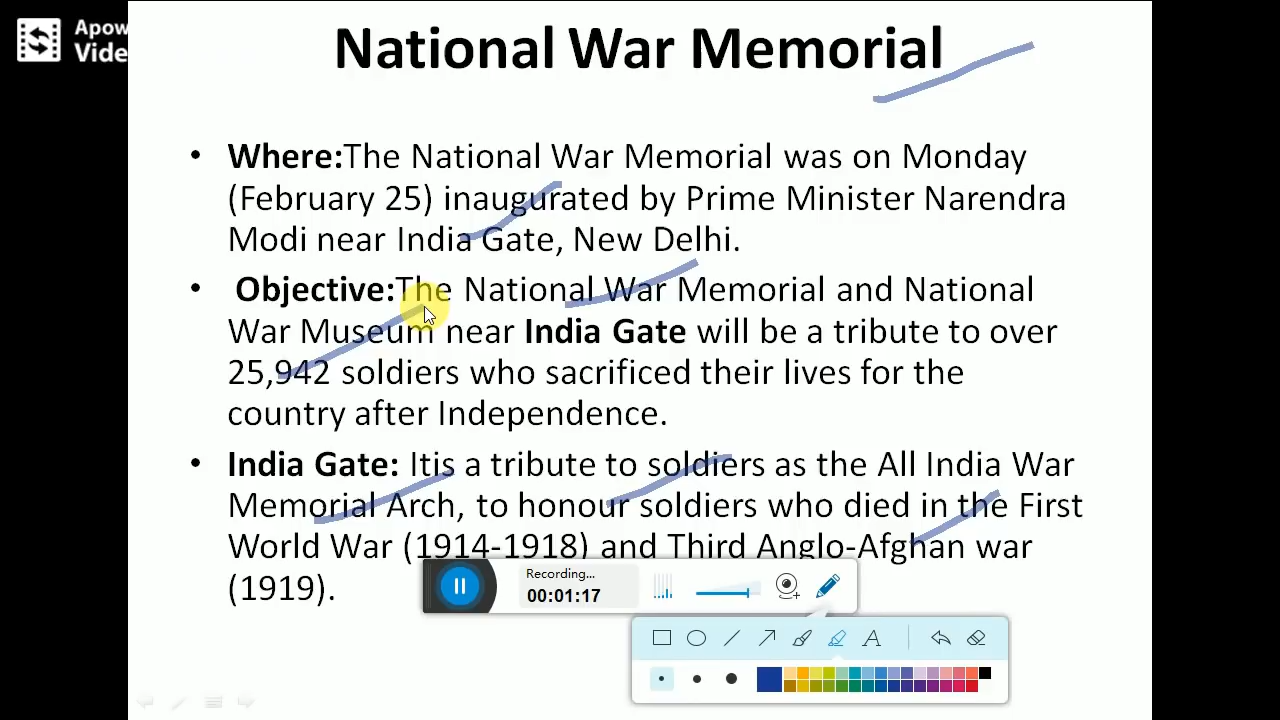 Apow
Vide
National War Memorial
• Where:The National War Memorial was on Monday
(February 25) inaugurated by Prime Minister Narendra
Modi near India Gate, New Delhi.
• Objective:The National War Memorial and National
War Museum near India Gate will be a tribute to over
25,942 soldiers who sacrificed their lives for the
country after Independence.
• India Gate: Itis a tribute to soldiers as the All India War
Memorial Arch, to honour soldiers who died in the First
World War (1914-1918) and Third Anglo-Afghan war
(1919).
Recording...
00:01:17
A